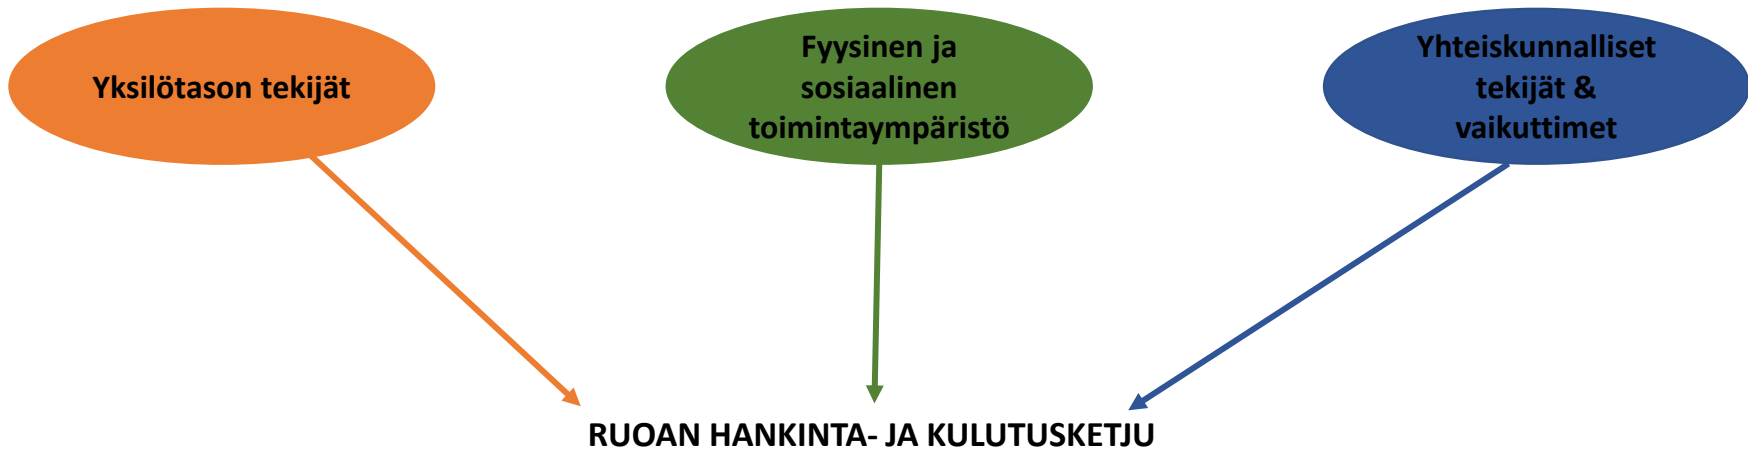 Yksilötason tekijät
Fyysinen ja
sosiaalinen
toimintaympäristö
Yhteiskunnalliset
tekijät &
vaikuttimet
RUOAN HANKINTA- JA KULUTUSKETJU